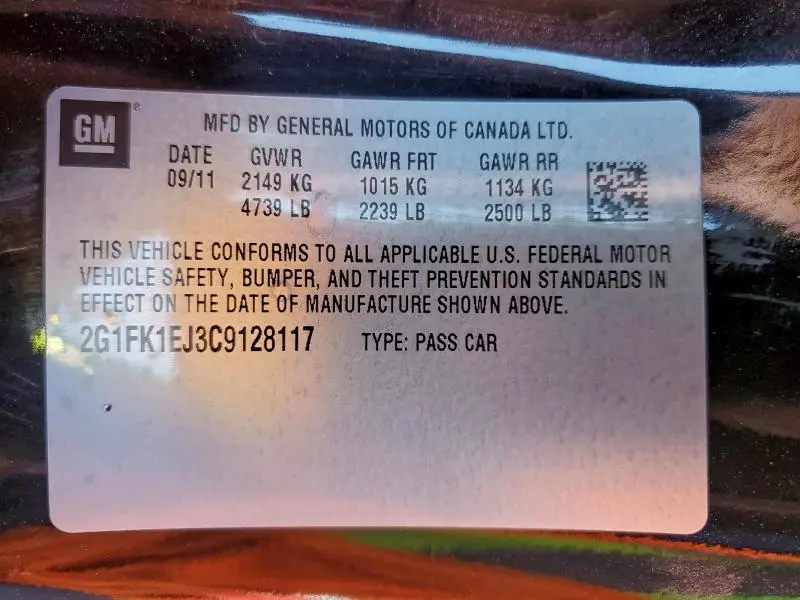 GM ®
MFD BY GENERAL MOTORS OF CANADA LTD.
DATE GVWR GAWR FRT GAWR RR
09/11 2149 KG 1015 KG 1134 KG
4739 LB 2239 LB 2500 LB
THIS VEHICLE CONFORMS TO ALL APPLICABLE U.S. FEDERAL MOTOR
VEHICLE SAFETY, BUMPER, AND THEFT PREVENTION STANDARDS IN
EFFECT ON THE DATE OF MANUFACTURE SHOWN ABOVE.
2G1FK1EJ3C9128117 TYPE: PASS CAR